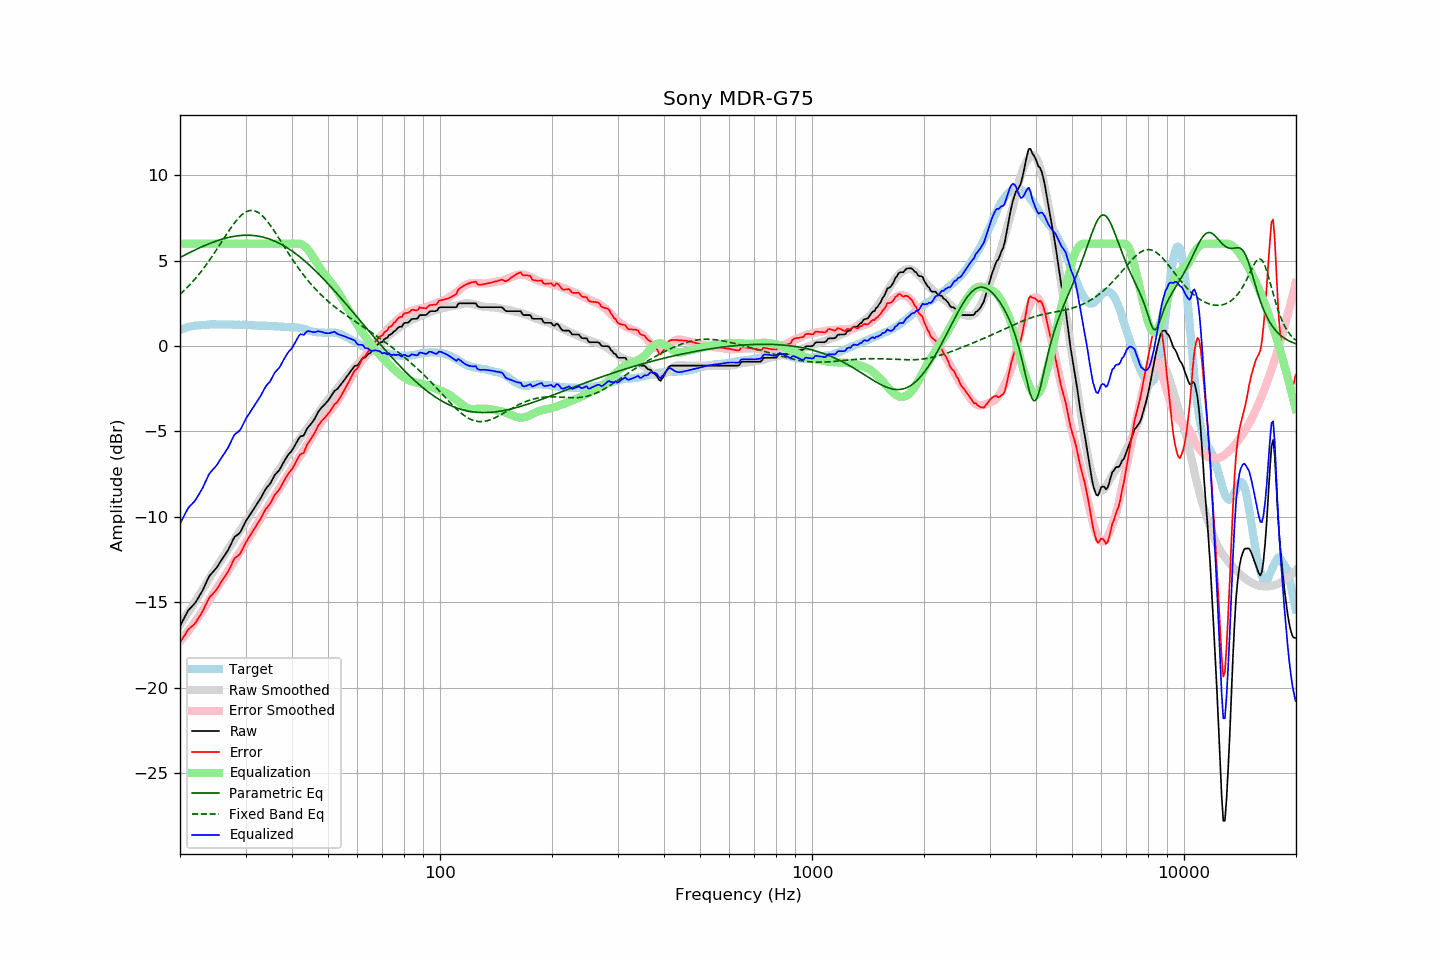 Sony MDR-G75
Amplitude (dBr)
10
5
0
−5
−10
−15
−20
−25
Target
Raw Smoothed
Error Smoothed
Raw
Error
Equalization
Parametric Eq
Fixed Band Eq
Equalized
100
1000
10000
Frequency (Hz)